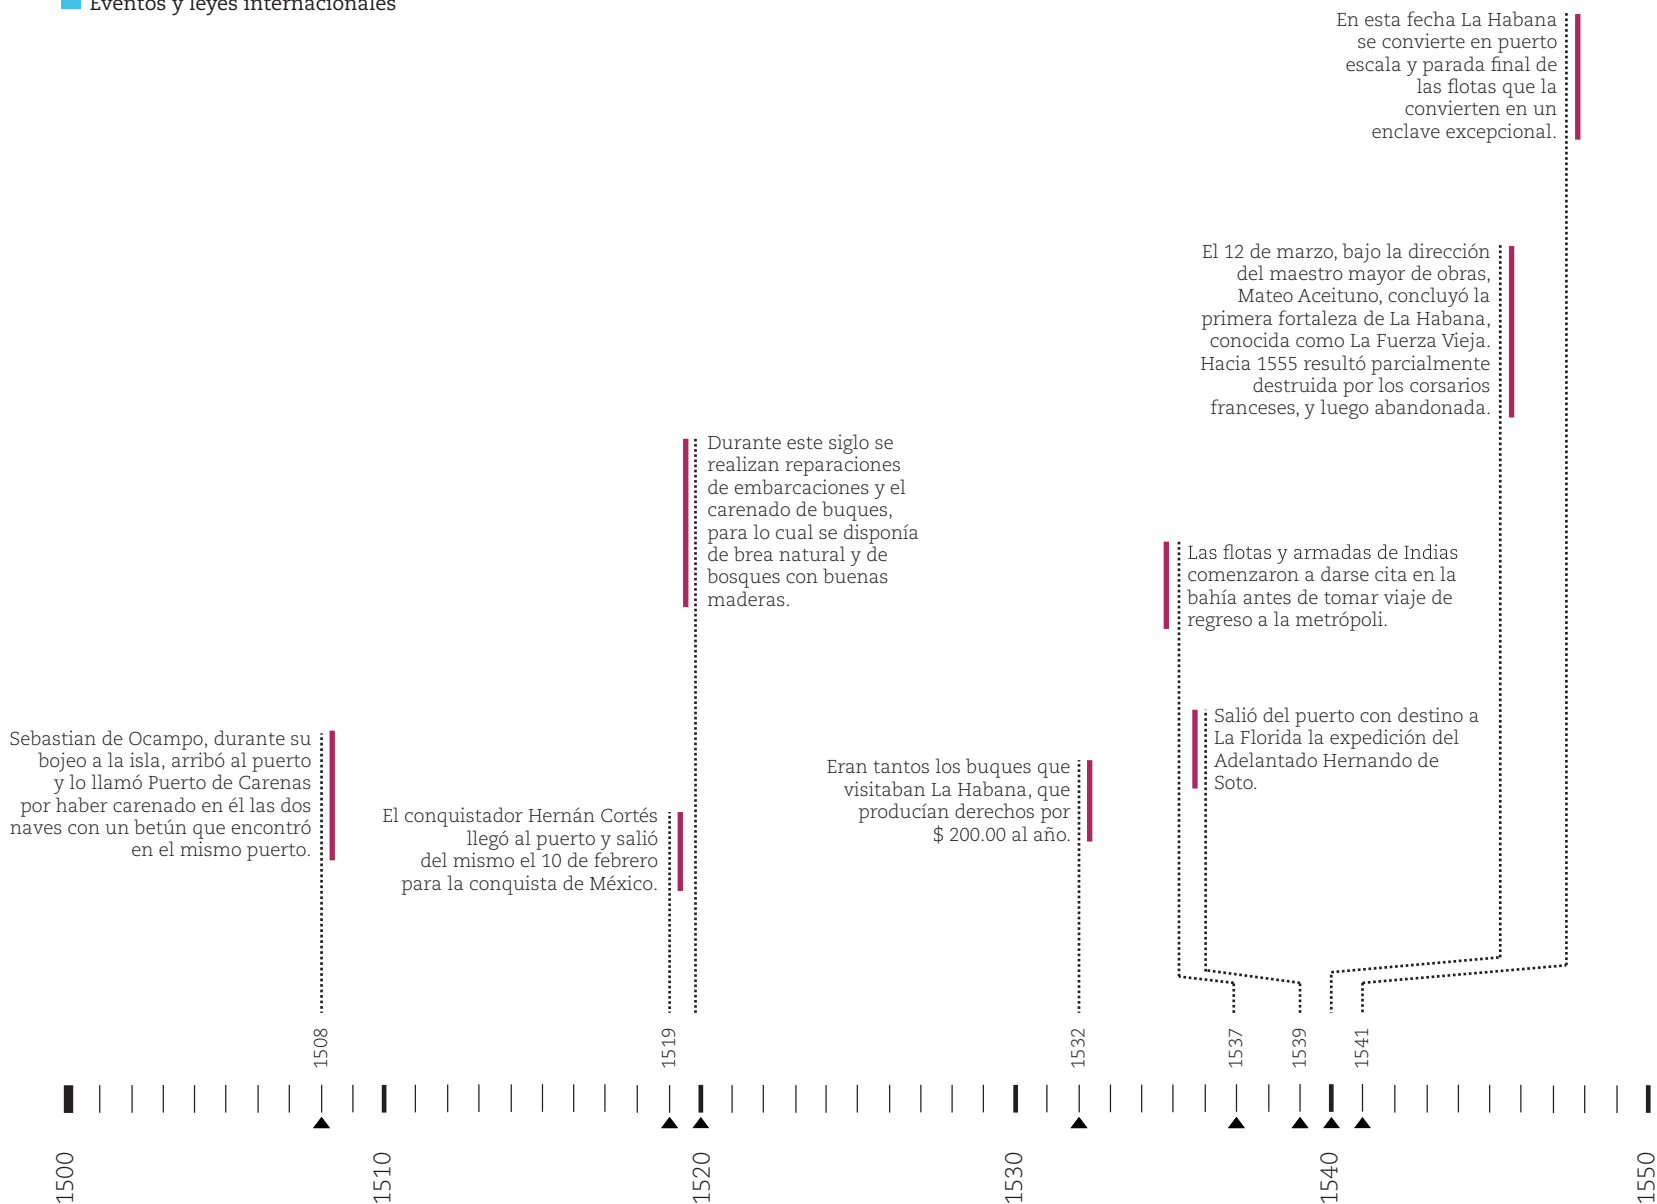 Eventos y leyes internacionales
En esta fecha La Habana
se convierte en puerto
escala y parada final de
las flotas que la
convierten en un
enclave excepcional.
El 12 de marzo, bajo la dirección
del maestro mayor de obras,
Mateo Aceituno, concluyó la
primera fortaleza de La Habana,
conocida como La Fuerza Vieja.
Hacia 1555 resultó parcialmente
destruida por los corsarios
franceses, y luego abandonada.
Durante este siglo se
realizan reparaciones
de embarcaciones y el
carenado de buques,
para lo cual se disponía
de brea natural y de
bosques con buenas
maderas.
Las flotas y armadas de Indias
comenzaron a darse cita en la
bahía antes de tomar viaje de
regreso a la metrópoli.
Salió del puerto con destino a
La Florida la expedición del
Adelantado Hernando de
Soto.
Sebastian de Ocampo, durante su
bojeo a la isla, arribó al puerto
y lo llamó Puerto de Carenas
por haber carenado en él las dos
naves con un betún que encontró
en el mismo puerto.
El conquistador Hernán Cortés
llegó al puerto y salió
del mismo el 10 de febrero
para la conquista de México.
Eran tantos los buques que
visitaban La Habana, que
producían derechos por
$ 200.00 al año.
1508
1519
1532
1537
1539
1541
1500
1510
1520
1530
1540
1550